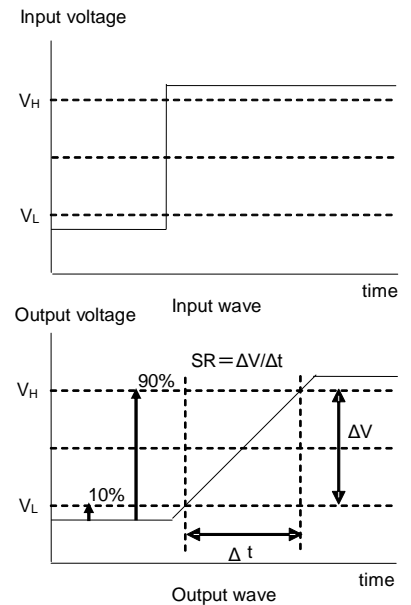 Input voltage
VH
VL
time
Input wave
Output voltage
SR＝ΔV/Δt
VH
90%
ΔV
VL
10%
Δ t
time
Output wave